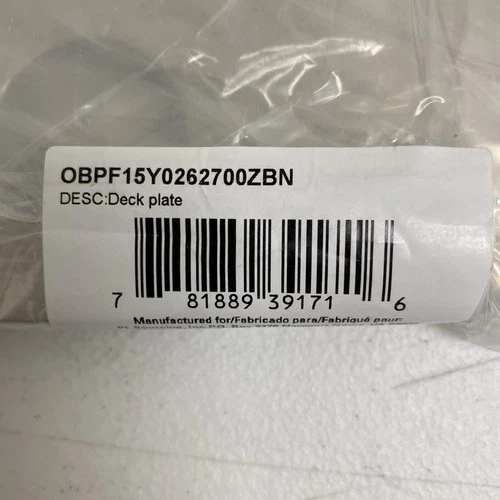 OBPF15Y0262700ZBN
DESC:Deck plate
7 81889 39171 6
Manufactured for/Fabricado para/Fabriqué pour: